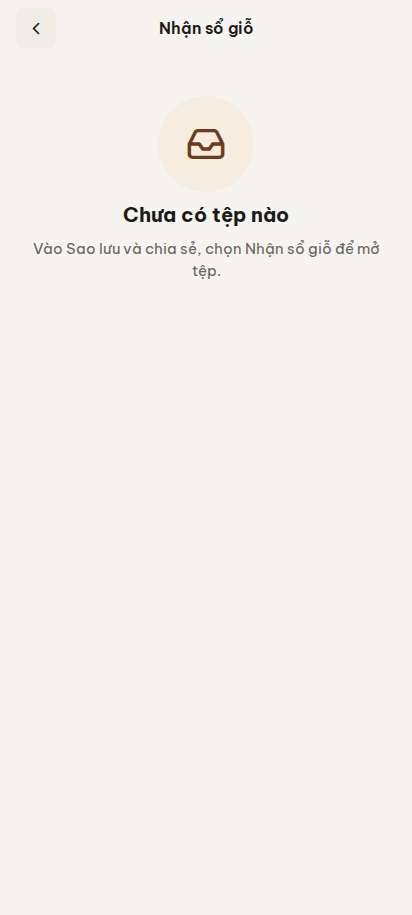 Nhận sổ giỗ
Chưa có tệp nào
Vào Sao lưu và chia sẻ, chọn Nhận sổ giỗ để mở
tệp.